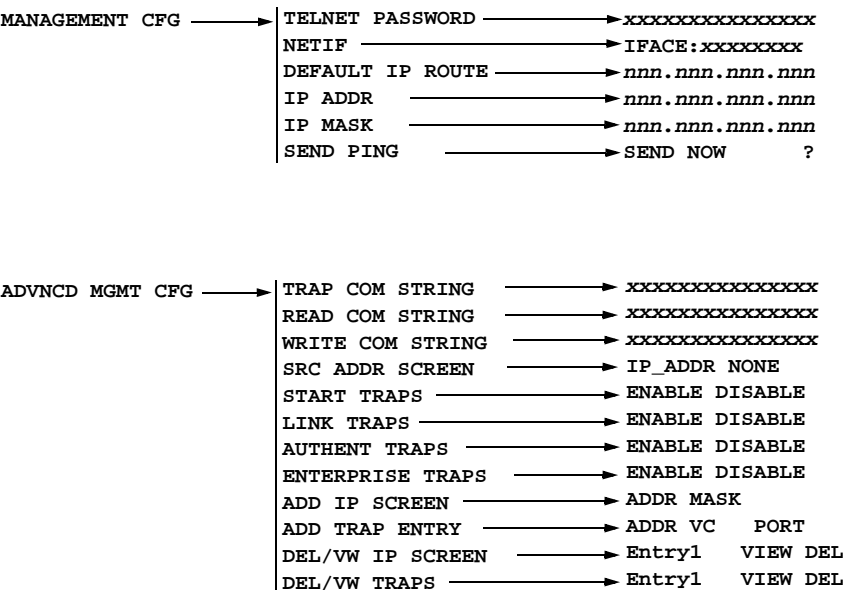 MANAGEMENT CFG TELNET PASSWORD xxxxxxxxxxxxxxx
NETIF IFACE:xxxxxxxx
DEFAULT IP ROUTE nnn.nnn.nnn.nnn
IP ADDR nnn.nnn.nnn.nnn
IP MASK nnn.nnn.nnn.nnn
SEND PING SEND NOW ?
ADVNCD MGMT CFG TRAP COM STRING xxxxxxxxxxxxxxx
READ COM STRING xxxxxxxxxxxxxxx
WRITE COM STRING xxxxxxxxxxxxxxx
SRC ADDR SCREEN IP_ADDR NONE
START TRAPS ENABLE DISABLE
LINK TRAPS ENABLE DISABLE
AUTHENT TRAPS ENABLE DISABLE
ENTERPRISE TRAPS ENABLE DISABLE
ADD IP SCREEN ADDR MASK
ADD TRAP ENTRY ADDR VC PORT
DEL/VW IP SCREEN Entry1 VIEW DEL
DEL/VW TRAPS Entry1 VIEW DEL